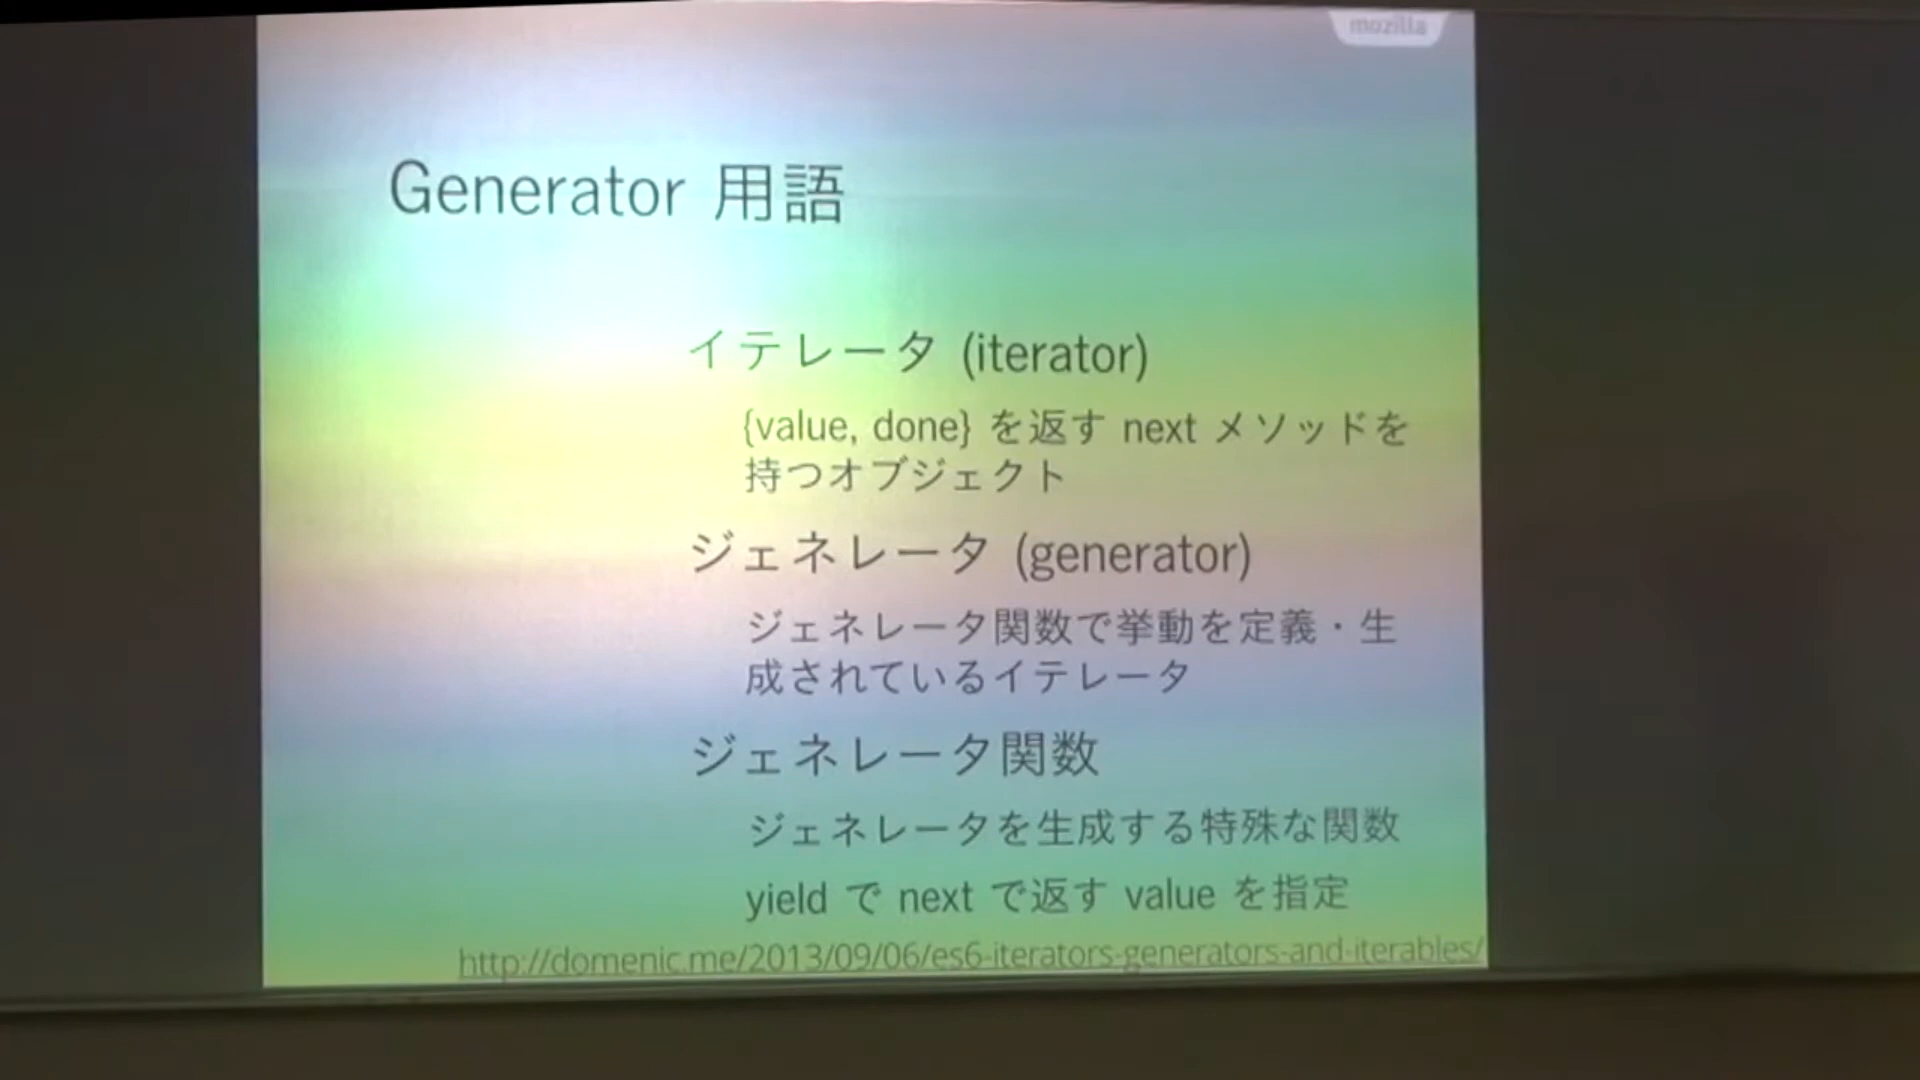 mozilla
Generator 用語
イテレータ (iterator)
{value, done} を返す next メソッドを
持つオブジェクト
ジェネレータ (generator)
ジェネレータ関数で挙動を定義・生
成されているイテレータ
ジェネレータ関数
ジェネレータを生成する特殊な関数
yield で next で返す value を指定
http://domenic.me/2013/09/06/es6-iterators-generators-and-iterables/